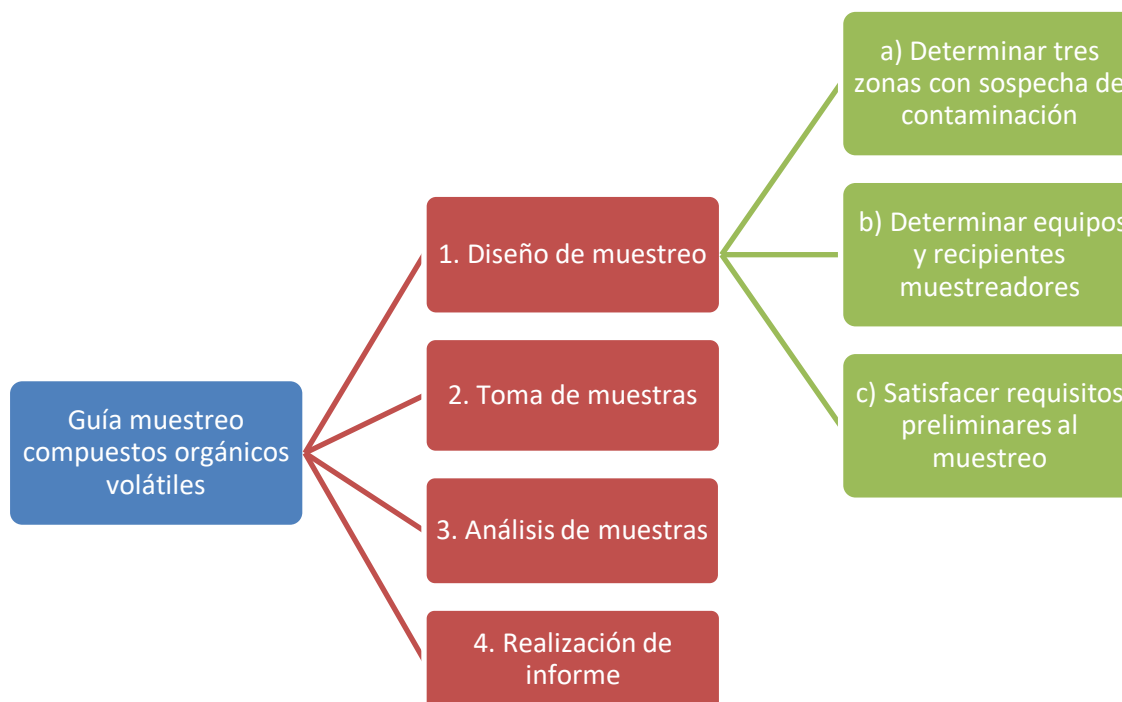 Guía muestreo
compuestos orgánicos
volátiles
1. Diseño de muestreo
2. Toma de muestras
3. Análisis de muestras
4. Realización de
informe
a) Determinar tres
zonas con sospecha de
contaminación
b) Determinar equipos
y recipientes
muestreadores
c) Satisfacer requisitos
preliminares al
muestreo